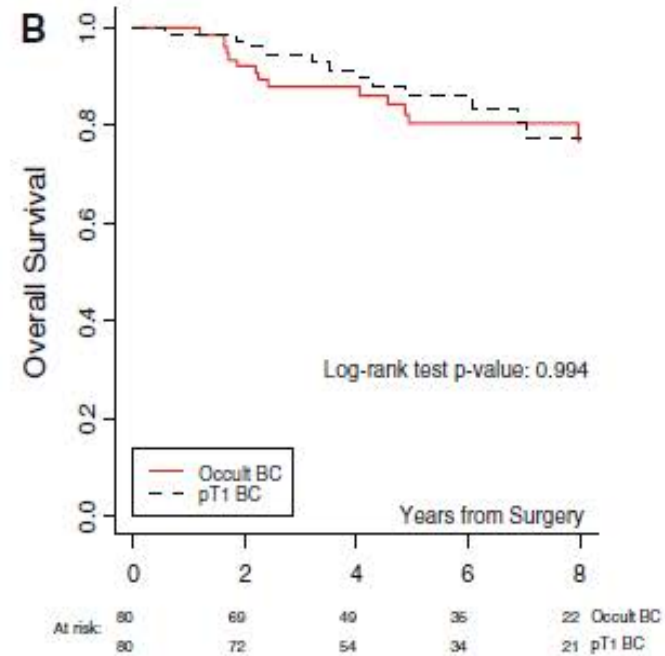 B
Overall Survival
1.0
0.8
0.6
0.4
0.2
0.0
Log-rank test p-value: 0.994
Occult BC
pT1 BC
Years from Surgery
0 2 4 6 8
At risk:
80 69 49 35 22 Occult BC
80 72 54 34 21 pT1 BC